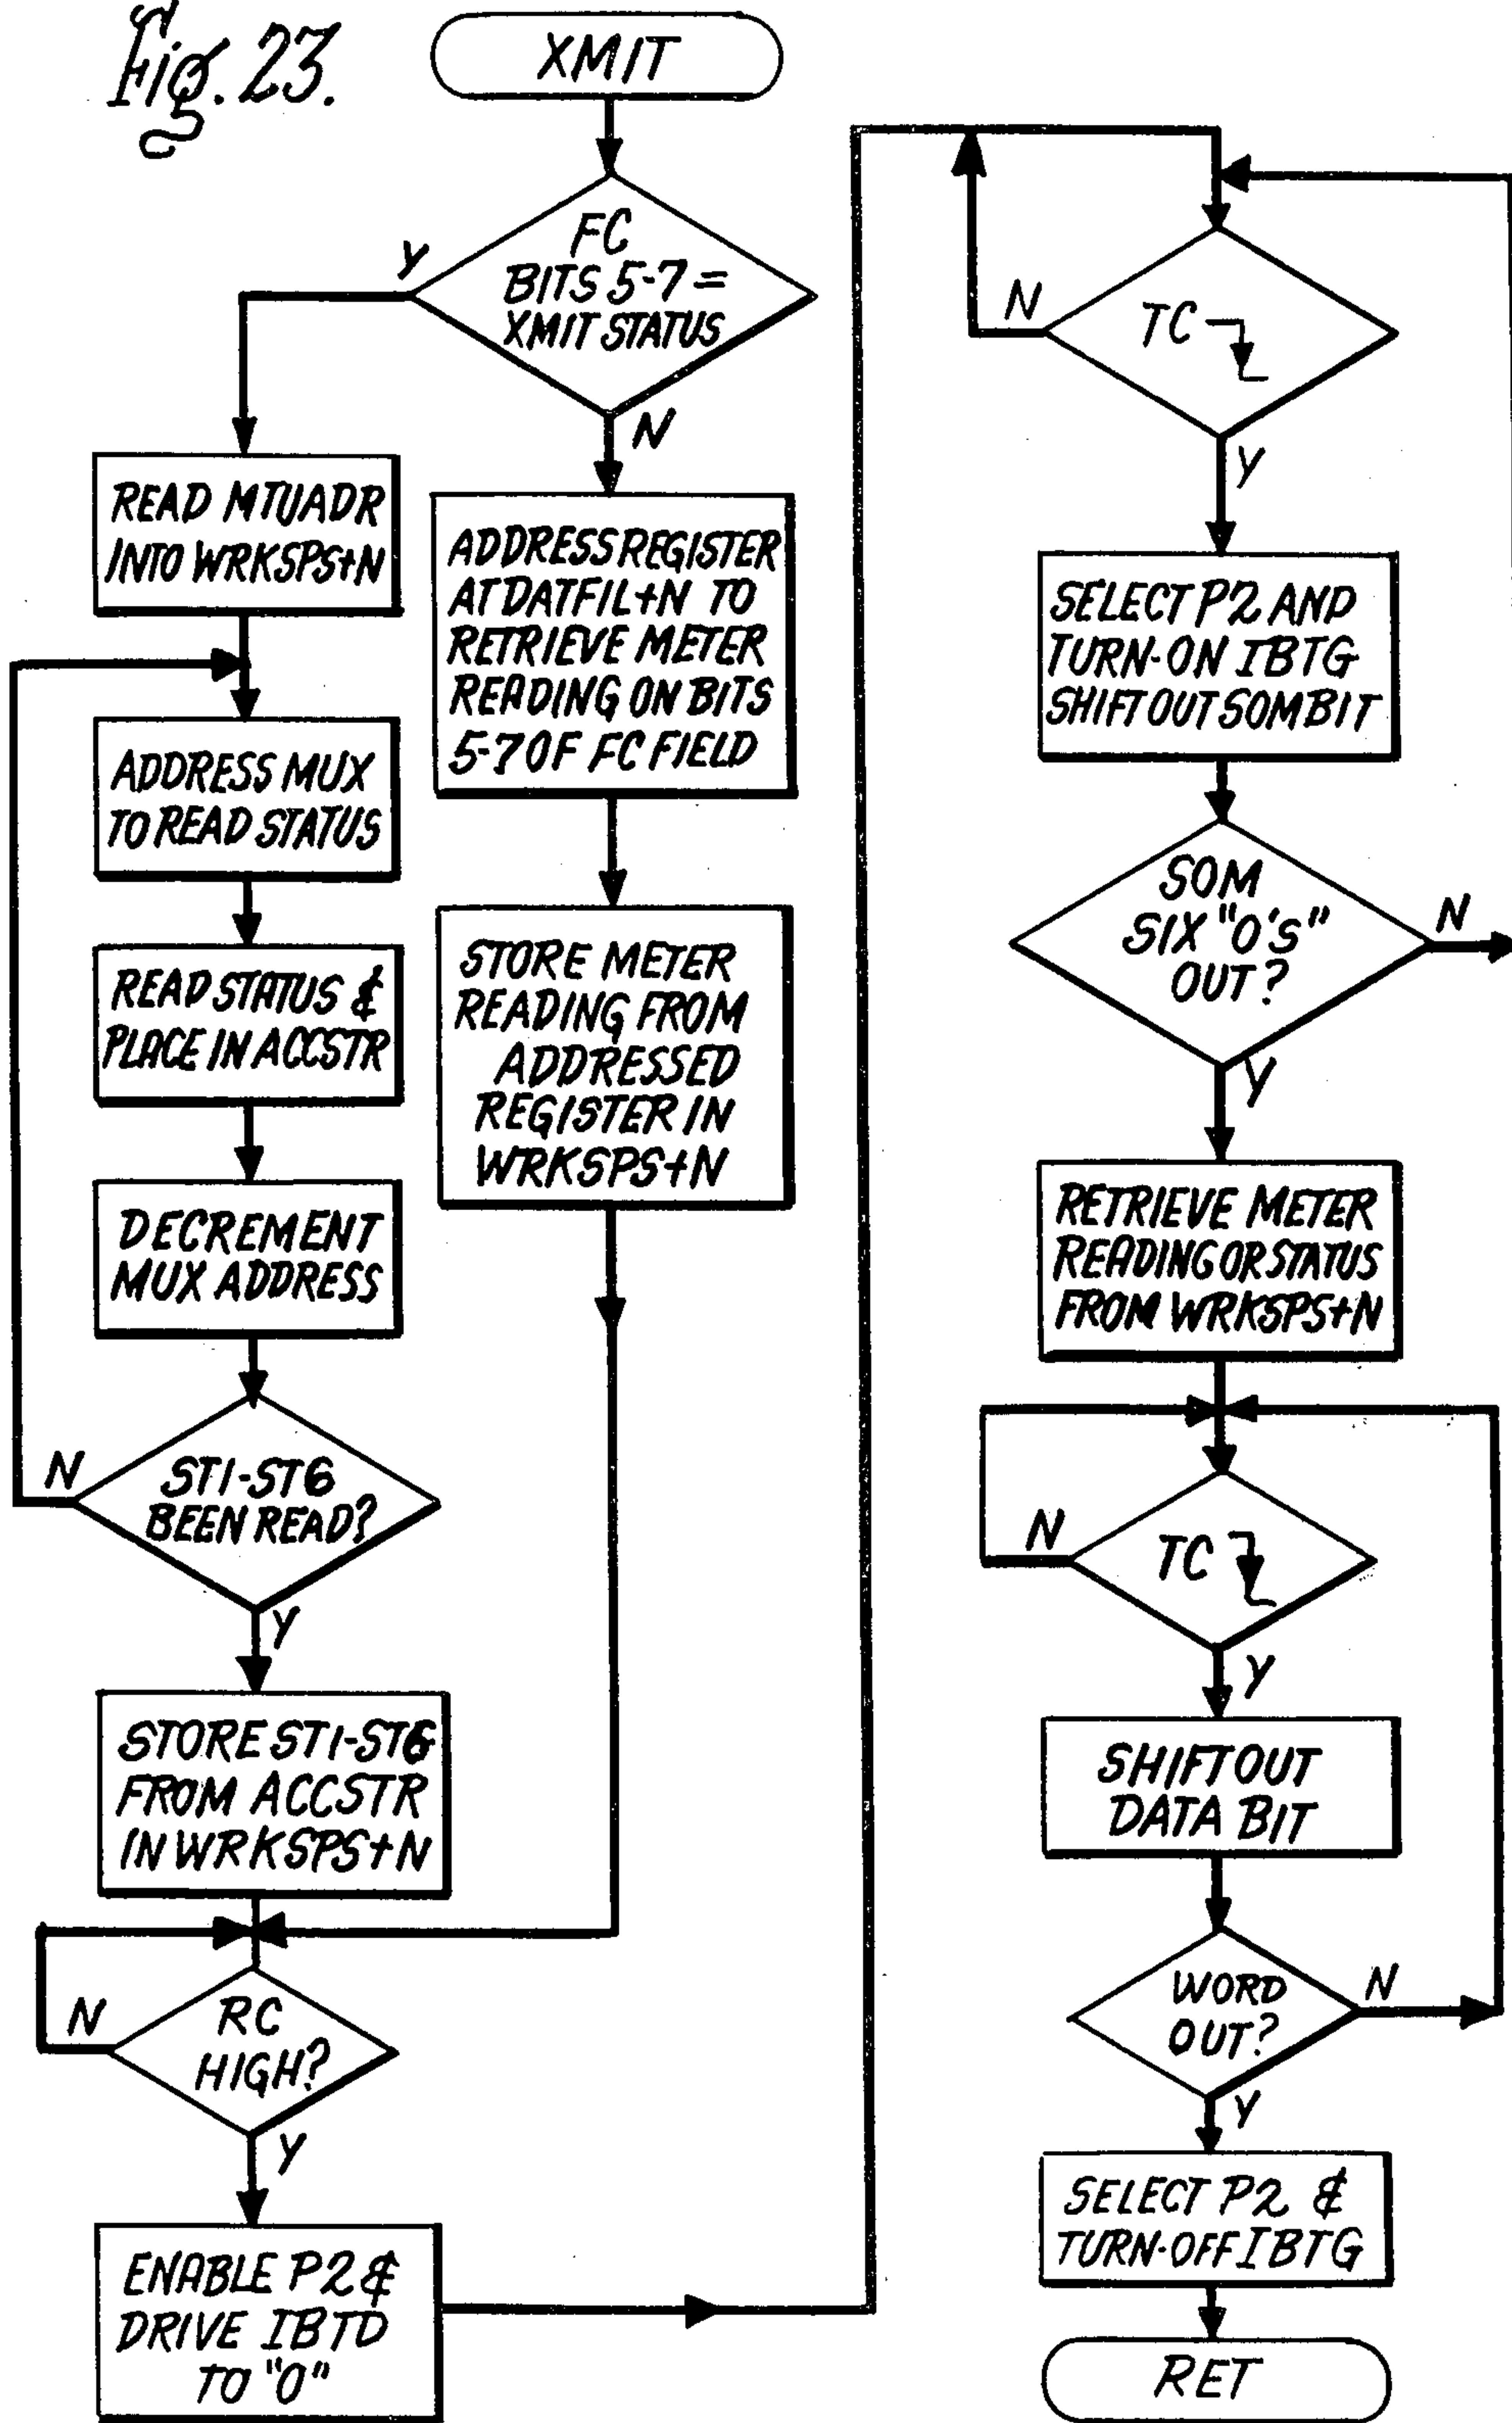 Fig. 23.
XMIT
FC
BITS 5-7=
XMIT STATUS
Y
N
READ MTUADR
INTO WRKSPS+N
ADDRESS MUX
TO READ STATUS
READ STATUS &
PLACE IN ACCSTR
DECREMENT
MUX ADDRESS
ST1-ST6
BEEN READ?
N
Y
STORE ST1-ST6
FROM ACCSTR
IN WRKSPS+N
ADDRESS REGISTER
AT DATFIL+N TO
RETRIEVE METER
READING ON BITS
5-7 OF FC FIELD
STORE METER
READING FROM
ADDRESSED
REGISTER IN
WRKSPS+N
RC
HIGH?
N
Y
ENABLE P2 &
DRIVE IBTD
TO "0"
TC
N
Y
SELECT P2 AND
TURN-ON IBTG
SHIFT OUT SOM BIT
SOM
SIX "0'S"
OUT?
N
Y
RETRIEVE METER
READING OR STATUS
FROM WRKSPS+N
TC
N
Y
SHIFT OUT
DATA BIT
WORD
OUT?
N
Y
SELECT P2 &
TURN-OFF IBTG
RET